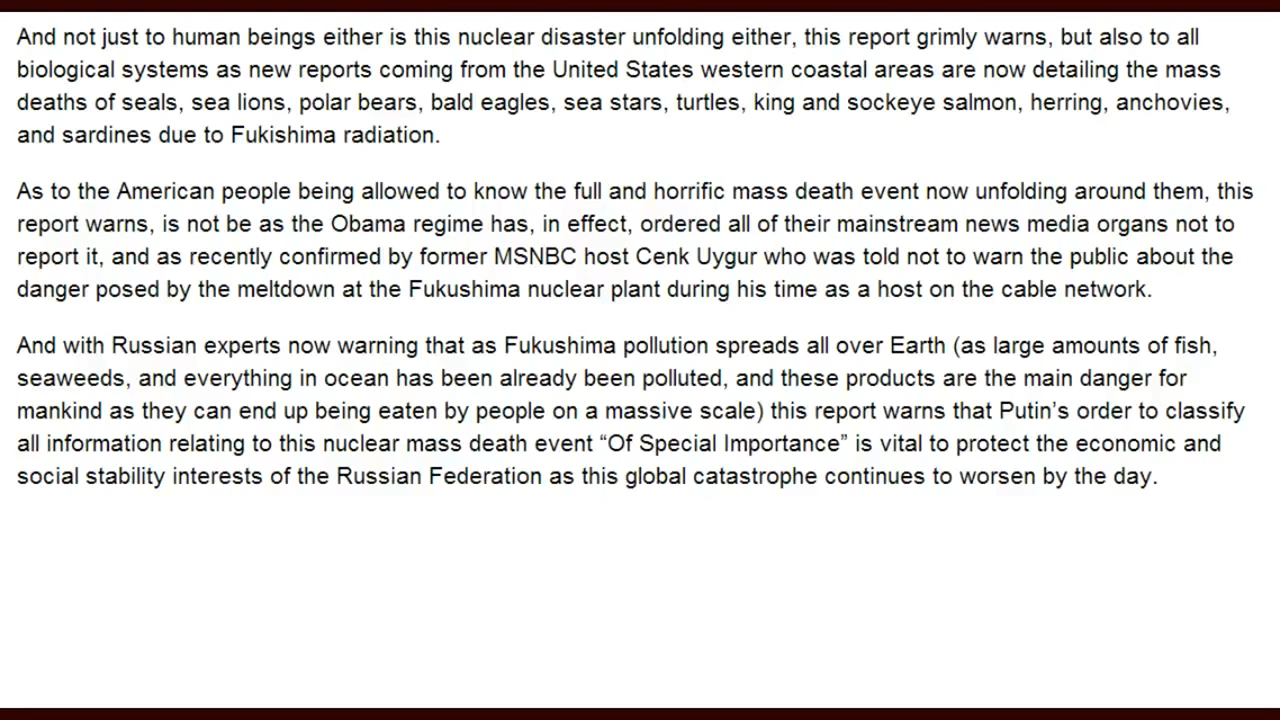 And not just to human beings either is this nuclear disaster unfolding either, this report grimly warns, but also to all
biological systems as new reports coming from the United States western coastal areas are now detailing the mass
deaths of seals, sea lions, polar bears, bald eagles, sea stars, turtles, king and sockeye salmon, herring, anchovies,
and sardines due to Fukishima radiation.
As to the American people being allowed to know the full and horrific mass death event now unfolding around them, this
report warns, is not be as the Obama regime has, in effect, ordered all of their mainstream news media organs not to
report it, and as recently confirmed by former MSNBC host Cenk Uygur who was told not to warn the public about the
danger posed by the meltdown at the Fukushima nuclear plant during his time as a host on the cable network.
And with Russian experts now warning that as Fukushima pollution spreads all over Earth (as large amounts of fish,
seaweeds, and everything in ocean has been already been polluted, and these products are the main danger for
mankind as they can end up being eaten by people on a massive scale) this report warns that Putin’s order to classify
all information relating to this nuclear mass death event “Of Special Importance” is vital to protect the economic and
social stability interests of the Russian Federation as this global catastrophe continues to worsen by the day.